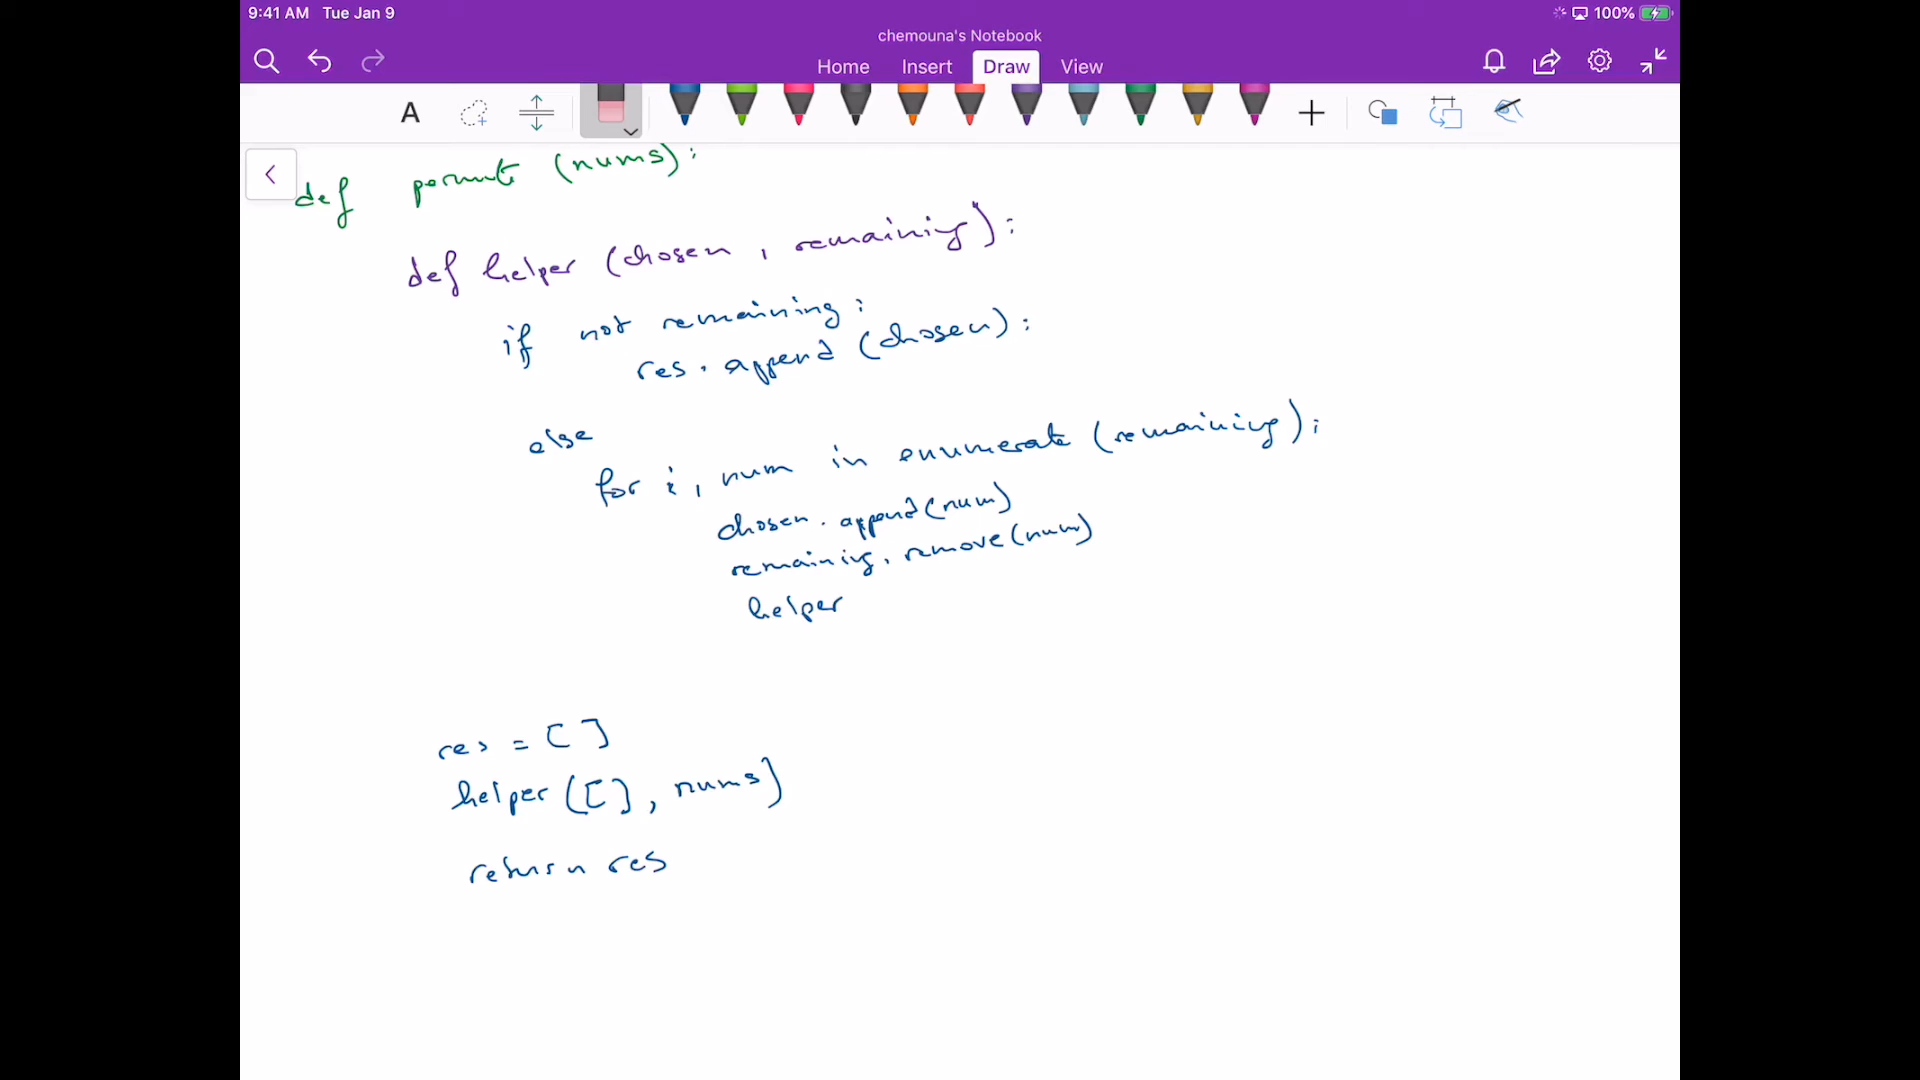 9:41 AM Tue Jan 9
100%
chemouna's Notebook
Home Insert Draw View
A
def permute (nums):
def helper (chosen, remaining):
if not remaining:
res.append (chosen):
else
for i, num in enumerate (remaining):
chosen.append(num)
remaining.remove(num)
helper
res = []
helper([], nums)
return res